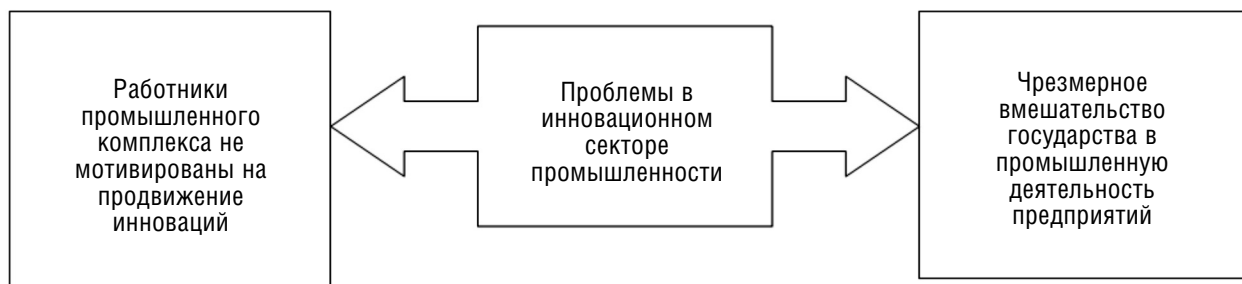 Работники
промышленного
комплекса не
мотивированы на
продвижение
инноваций
Проблемы в
инновационном
секторе
промышленности
Чрезмерное
вмешательство
государства в
промышленную
деятельность
предприятий